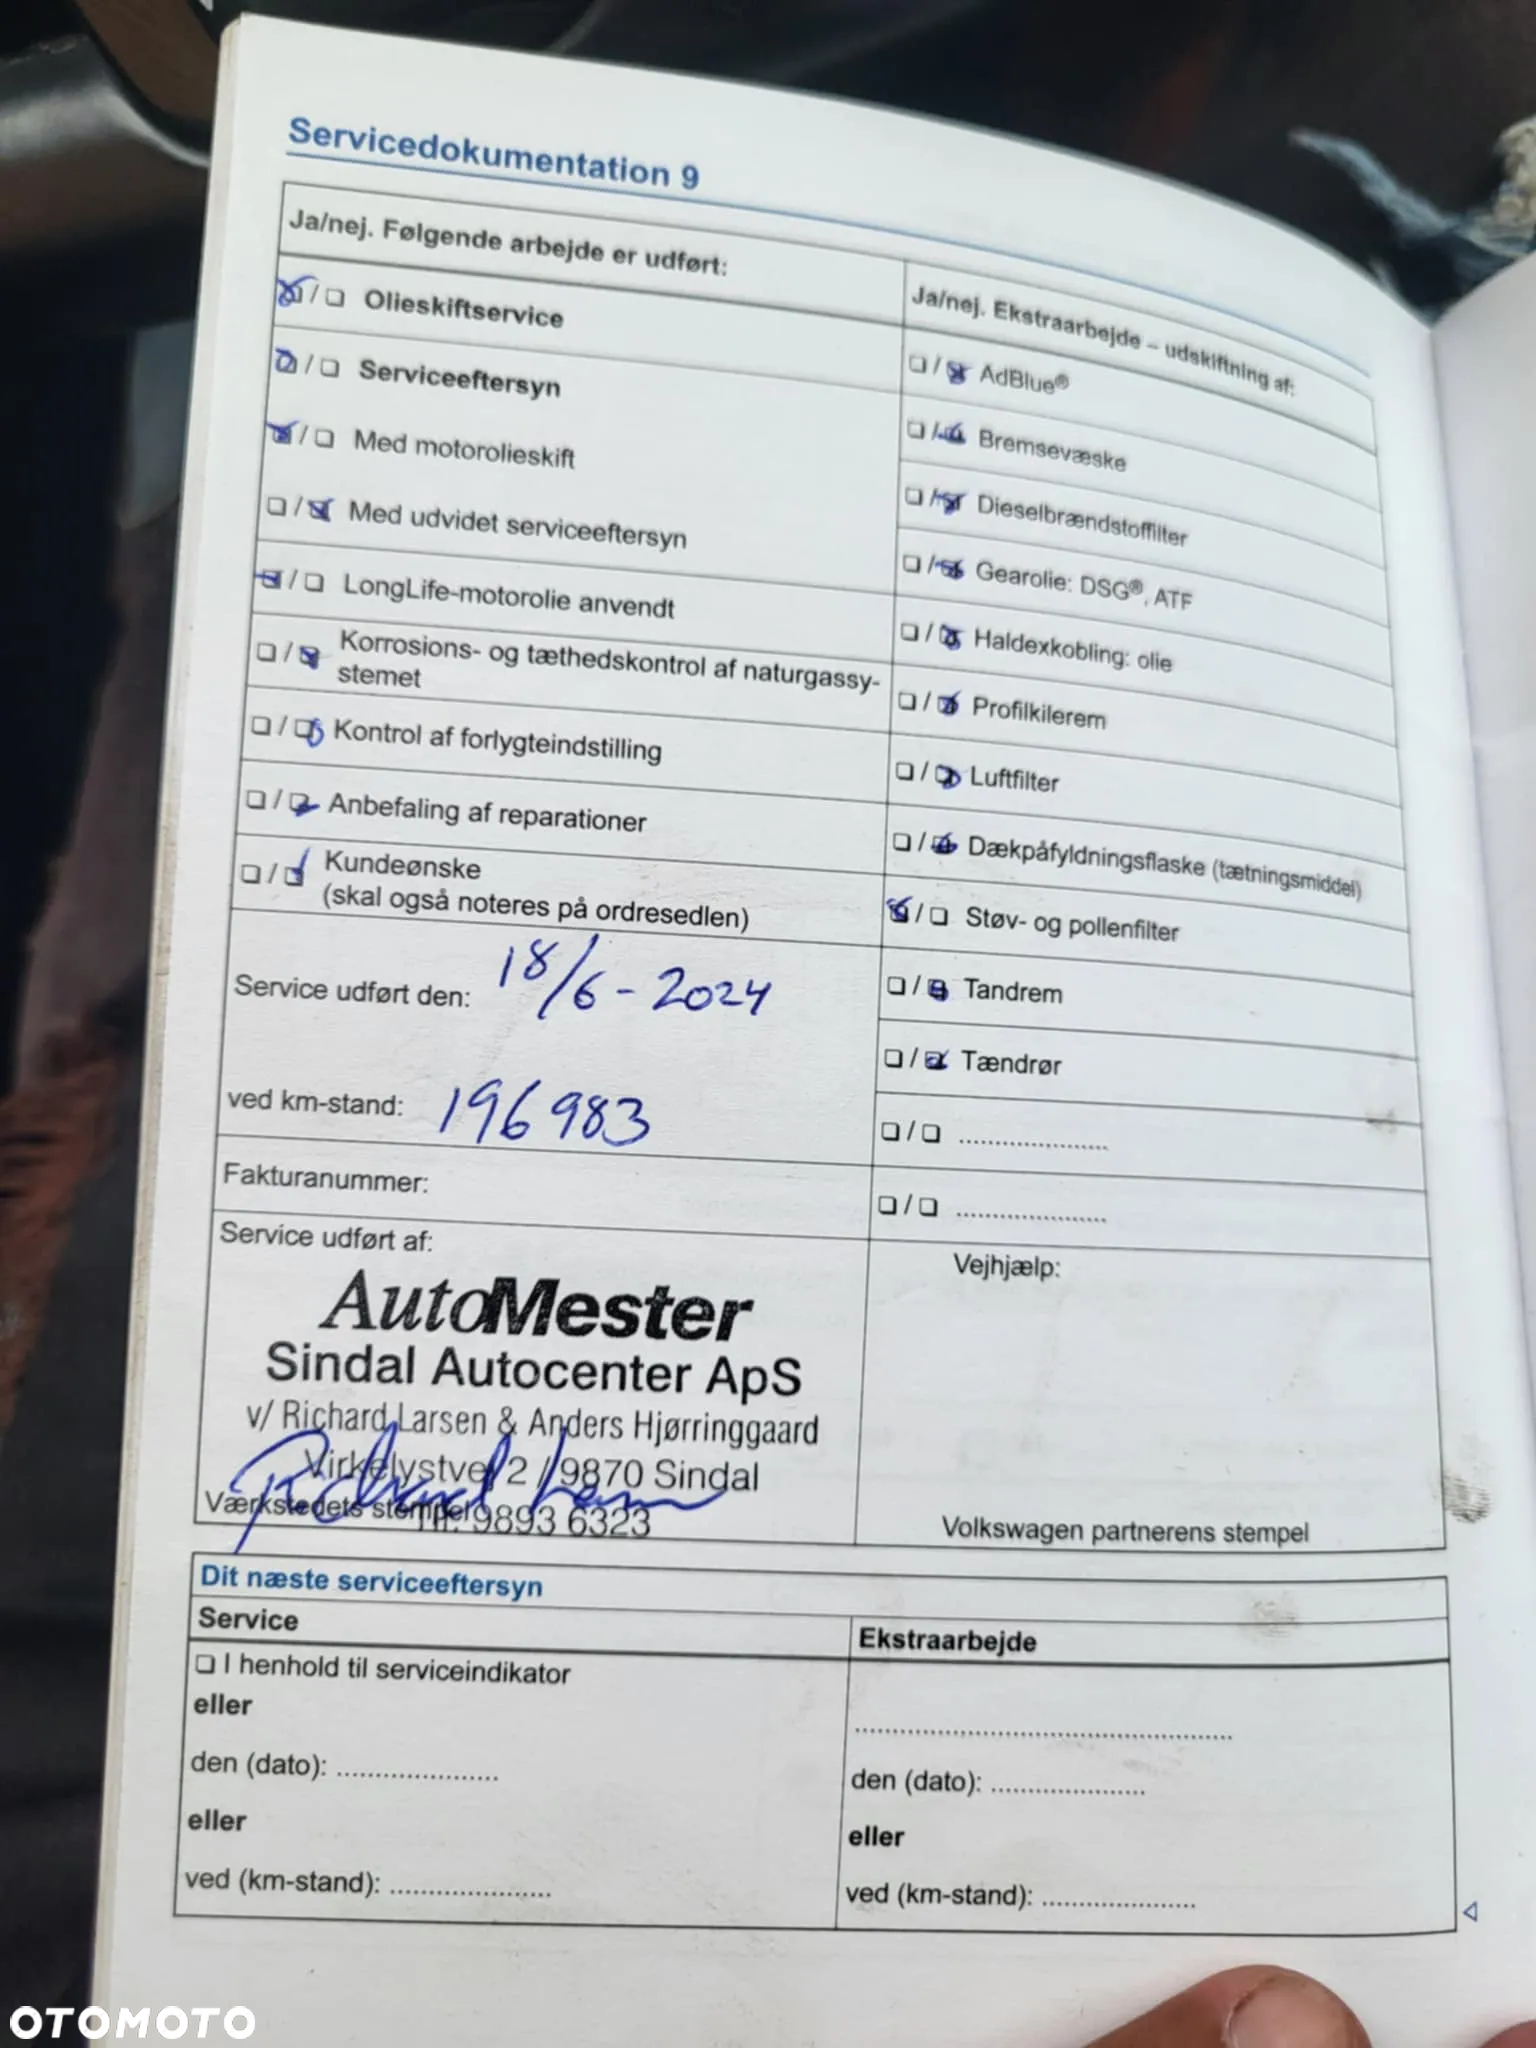 Servicedokumentation 9
Ja/nej. Følgende arbejde er udført:
☒/❏ Olieskiftservice
☒/❏ Serviceeftersyn
☒/❏ Med motorolieskift
❏/☒ Med udvidet serviceeftersyn
☒/❏ LongLife-motorolie anvendt
❏/☒ Korrosions- og tæthedskontrol af naturgassy-
stemet
❏/☒ Kontrol af forlygteindstilling
❏/☒ Anbefaling af reparationer
❏/☒ Kundeønske
(skal også noteres på ordresedlen)
Service udført den: 18/6-2024
ved km-stand: 196983
Fakturanummer:
Service udført af:
AutoMester
Sindal Autocenter ApS
v/ Richard Larsen & Anders Hjørringgaard
Virkelystvej 2 / 9870 Sindal
Tlf. 9893 6323
Værkstedets stempel
Richard Larsen
Ja/nej. Ekstraarbejde – udskiftning af:
❏/☒ AdBlue®
❏/☒ Bremsevæske
❏/☒ Dieselbrændstoffilter
❏/☒ Gearolie: DSG®, ATF
❏/☒ Haldexkobling: olie
❏/☒ Profilkilerem
❏/☒ Luftfilter
❏/☒ Dækpåfyldningsflaske (tætningsmiddel)
☒/❏ Støv- og pollenfilter
❏/☒ Tandrem
❏/☒ Tændrør
❏/❏ ....................
❏/❏ ....................
Vejhjælp:
Volkswagen partnerens stempel
Dit næste serviceeftersyn
Service
❏ I henhold til serviceindikator
eller
den (dato): .....................
eller
ved (km-stand): .....................
Ekstraarbejde
..................................................
den (dato): ....................
eller
ved (km-stand): ....................
OTOMOTO